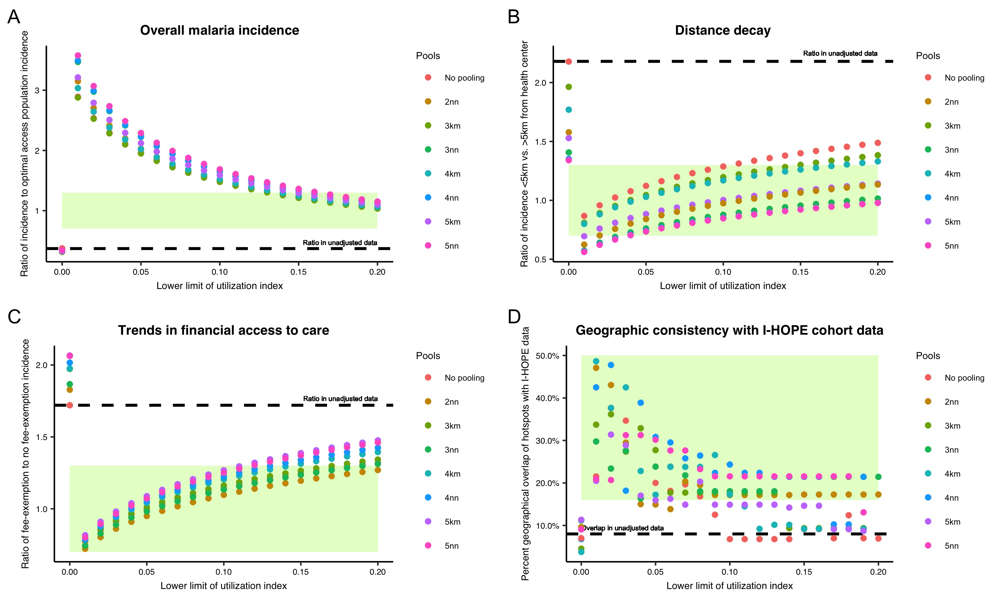 A
Overall malaria incidence
Ratio of incidence to optimal access population incidence
3
2
1
Ratio in unadjusted data
0.00
0.05
0.10
0.15
0.20
Lower limit of utilization index
Pools
No pooling
2nn
3km
3nn
4km
4nn
5km
5nn
B
Distance decay
Ratio of incidence <5km vs. >5km from health center
Ratio in unadjusted data
2.0
1.5
1.0
0.5
0.00
0.05
0.10
0.15
0.20
Lower limit of utilization index
Pools
No pooling
2nn
3km
3nn
4km
4nn
5km
5nn
C
Trends in financial access to care
Ratio of fee-exemption to no fee-exemption incidence
2.0
Ratio in unadjusted data
1.5
1.0
0.00
0.05
0.10
0.15
0.20
Lower limit of utilization index
Pools
No pooling
2nn
3km
3nn
4km
4nn
5km
5nn
D
Geographic consistency with I-HOPE cohort data
Percent geographical overlap of hotspots with I-HOPE data
50.0%
40.0%
30.0%
20.0%
10.0%
Overlap in unadjusted data
0.00
0.05
0.10
0.15
0.20
Lower limit of utilization index
Pools
No pooling
2nn
3km
3nn
4km
4nn
5km
5nn